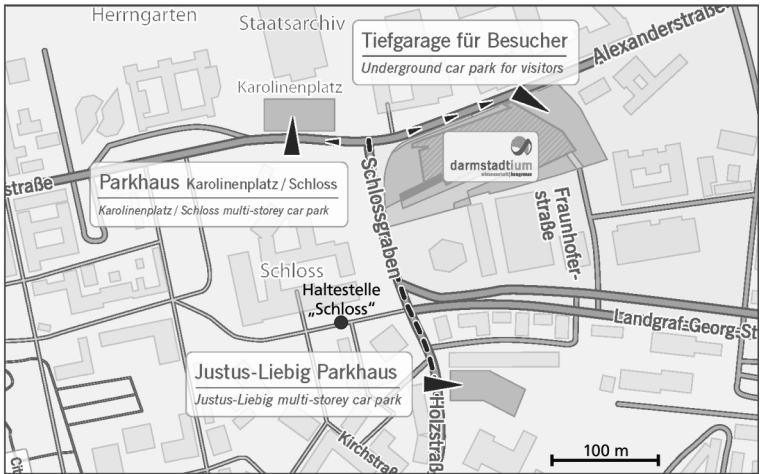 Herrngarten
Staatsarchiv
Tiefgarage für Besucher
Underground car park for visitors
Alexanderstraße
Karolinenplatz
darmstadtium
straße
Parkhaus Karolinenplatz / Schloss
Karolinenplatz / Schloss multi-storey car park
Schlossgraben
Fraunhofer-
straße
Schloss
Haltestelle
„Schloss“
Landgraf-Georg-St
Justus-Liebig Parkhaus
Justus-Liebig multi-storey car park
Holzstraß
Kirchstraß
Cit
100 m